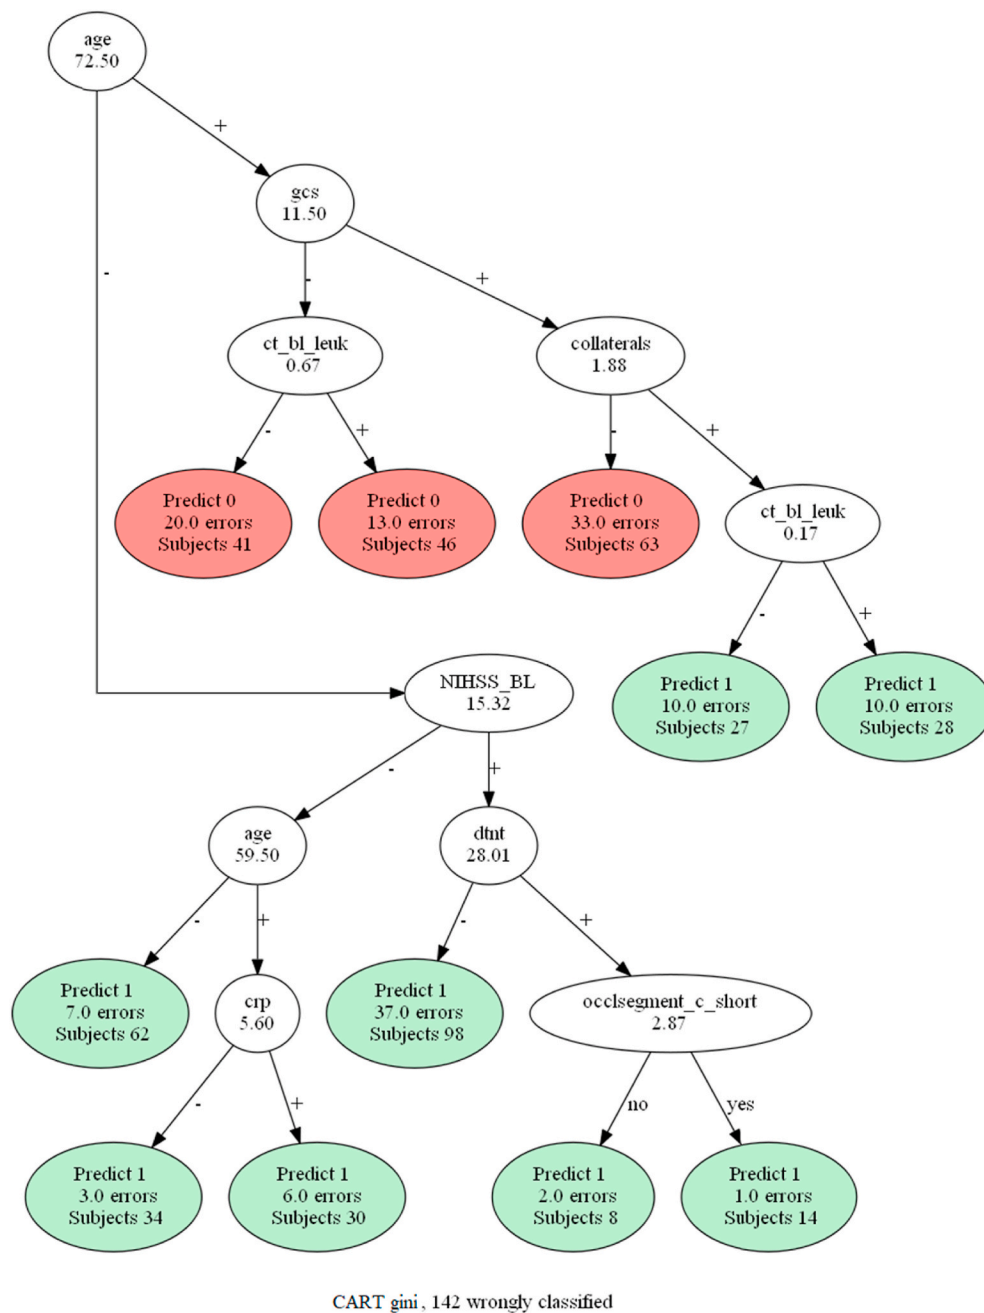 age
72.50
+
gcs
11.50
-
-
+
ct_bl_leuk
0.67
collaterals
1.88
-
+
-
+
Predict 0
20.0 errors
Subjects 41
Predict 0
13.0 errors
Subjects 46
Predict 0
33.0 errors
Subjects 63
ct_bl_leuk
0.17
-
+
Predict 1
10.0 errors
Subjects 27
Predict 1
10.0 errors
Subjects 28
NIHSS_BL
15.32
-
+
age
59.50
dtnt
28.01
-
+
-
+
Predict 1
7.0 errors
Subjects 62
crp
5.60
Predict 1
37.0 errors
Subjects 98
occlsegment_c_short
2.87
-
+
no
yes
Predict 1
3.0 errors
Subjects 34
Predict 1
6.0 errors
Subjects 30
Predict 1
2.0 errors
Subjects 8
Predict 1
1.0 errors
Subjects 14
CART gini , 142 wrongly classified